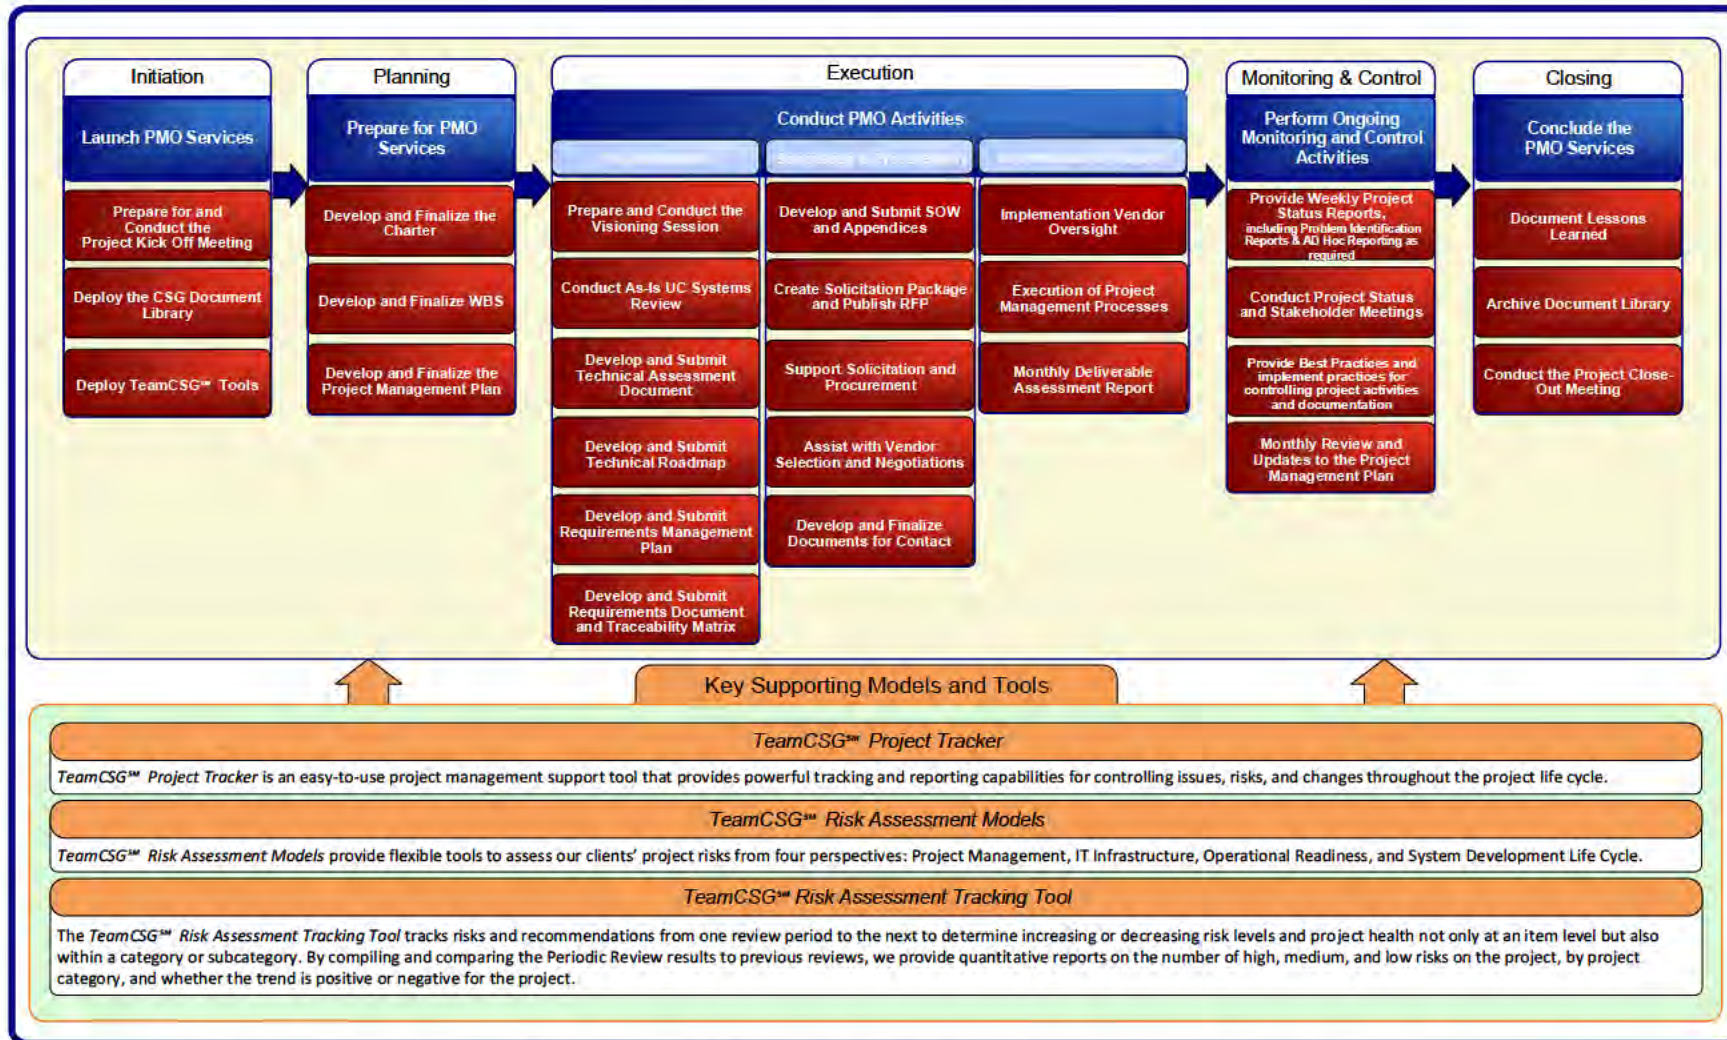 Initiation
Launch PMO Services
Prepare for and
Conduct the
Project Kick Off Meeting
Deploy the CSG Document
Library
Deploy TeamCSG℠ Tools
Planning
Prepare for PMO
Services
Develop and Finalize the
Charter
Develop and Finalize WBS
Develop and Finalize the
Project Management Plan
Execution
Conduct PMO Activities
Prepare and Conduct the
Visioning Session
Conduct As-Is UC Systems
Review
Develop and Submit
Technical Assessment
Document
Develop and Submit
Technical Roadmap
Develop and Submit
Requirements Management
Plan
Develop and Submit
Requirements Document
and Traceability Matrix
Develop and Submit SOW
and Appendices
Create Solicitation Package
and Publish RFP
Support Solicitation and
Procurement
Assist with Vendor
Selection and Negotiations
Develop and Finalize
Documents for Contact
Implementation Vendor
Oversight
Execution of Project
Management Processes
Monthly Deliverable
Assessment Report
Monitoring & Control
Perform Ongoing
Monitoring and Control
Activities
Provide Weekly Project
Status Reports,
including Problem Identification
Reports & AD Hoc Reporting as
required
Conduct Project Status
and Stakeholder Meetings
Provide Best Practices and
implement practices for
controlling project activities
and documentation
Monthly Review and
Updates to the Project
Management Plan
Closing
Conclude the
PMO Services
Document Lessons
Learned
Archive Document Library
Conduct the Project Close-
Out Meeting
Key Supporting Models and Tools
TeamCSG℠ Project Tracker
TeamCSG℠ Project Tracker is an easy-to-use project management support tool that provides powerful tracking and reporting capabilities for controlling issues, risks, and changes throughout the project life cycle.
TeamCSG℠ Risk Assessment Models
TeamCSG℠ Risk Assessment Models provide flexible tools to assess our clients' project risks from four perspectives: Project Management, IT Infrastructure, Operational Readiness, and System Development Life Cycle.
TeamCSG℠ Risk Assessment Tracking Tool
The TeamCSG℠ Risk Assessment Tracking Tool tracks risks and recommendations from one review period to the next to determine increasing or decreasing risk levels and project health not only at an item level but also
within a category or subcategory. By compiling and comparing the Periodic Review results to previous reviews, we provide quantitative reports on the number of high, medium, and low risks on the project, by project
category, and whether the trend is positive or negative for the project.